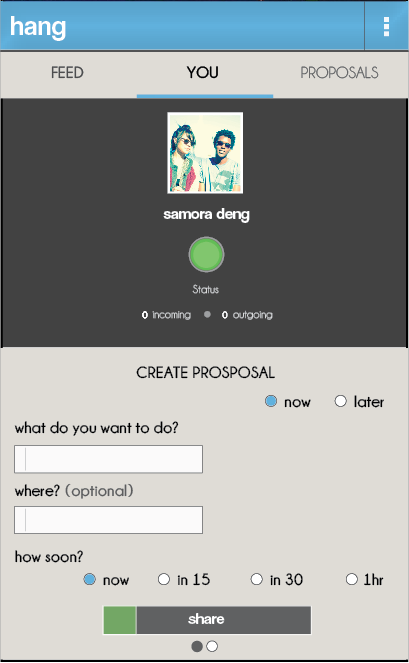 hang
FEED YOU PROPOSALS
samora deng
Status
0 incoming 0 outgoing
CREATE PROSPOSAL
now later
what do you want to do?
where? (optional)
how soon?
now in 15 in 30 1hr
share